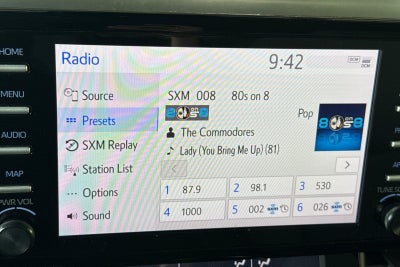 HOME
MENU
AUDIO
MAP
PWR VOL
Radio
9:42
DCM
DCM
Source
SXM 008 80s on 8
Presets
Pop
SXM Replay
The Commodores
Lady (You Bring Me Up) (81)
Station List
Options
Sound
1 87.9
2 98.1
3 530
4 1000
5 002
6 026